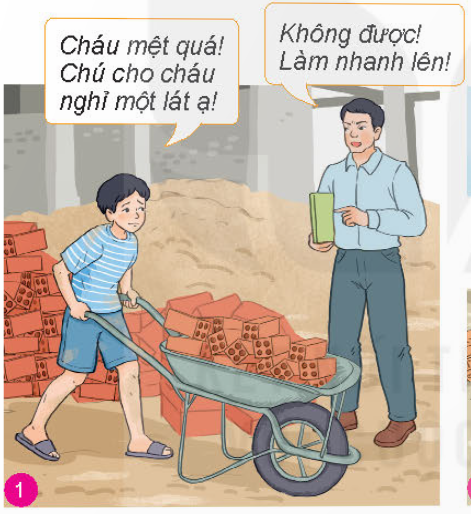 Cháu mệt quá!
Chú cho cháu
nghỉ một lát ạ!
Không được!
Làm nhanh lên!
1